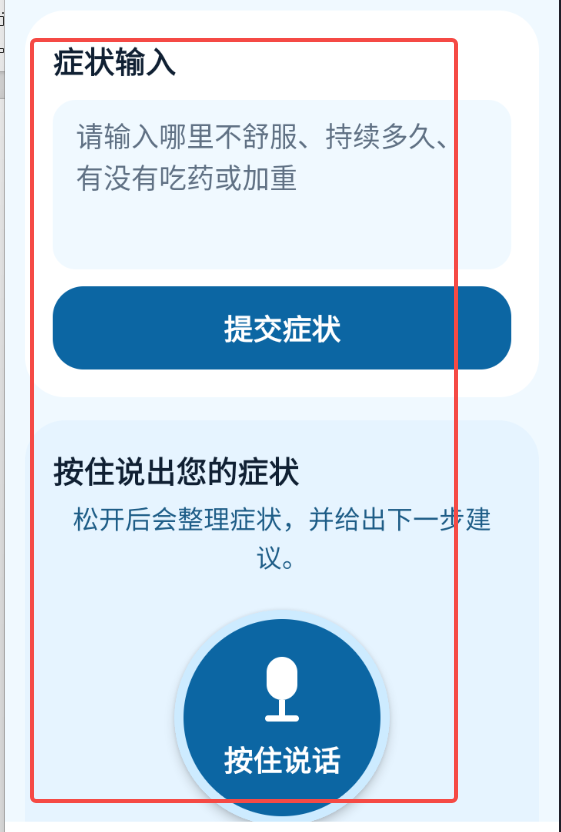 症状输入
请输入哪里不舒服、持续多久、
有没有吃药或加重
提交症状
按住说出您的症状
松开后会整理症状，并给出下一步建
议。
按住说话